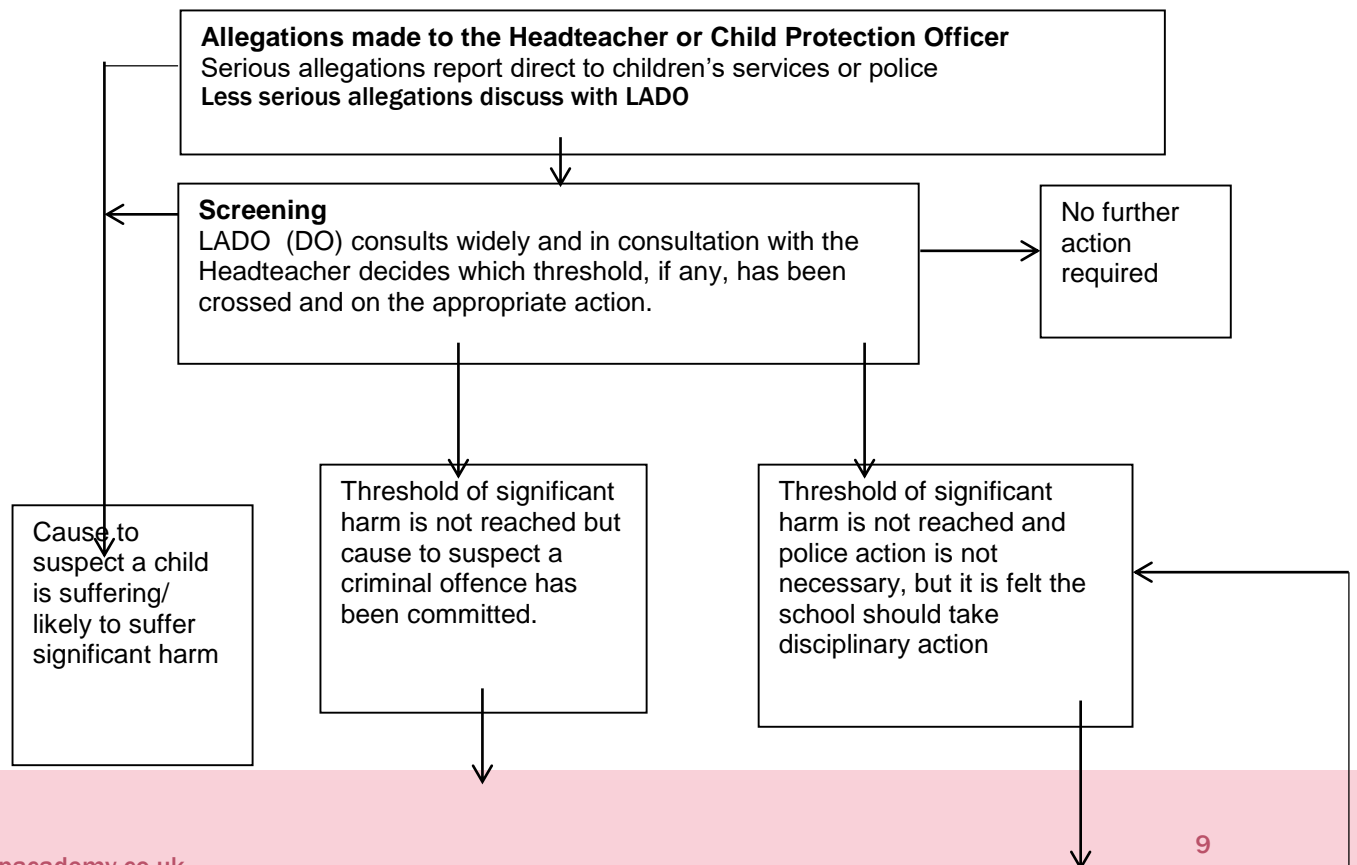 Allegations made to the Headteacher or Child Protection Officer
Serious allegations report direct to children's services or police
Less serious allegations discuss with LADO
Screening
LADO  (DO) consults widely and in consultation with the
Headteacher decides which threshold, if any, has been
crossed and on the appropriate action.
No further
action
required
Cause to
suspect a child
is suffering/
likely to suffer
significant harm
Threshold of significant
harm is not reached but
cause to suspect a
criminal offence has
been committed.
Threshold of significant
harm is not reached and
police action is not
necessary, but it is felt the
school should take
disciplinary action
9